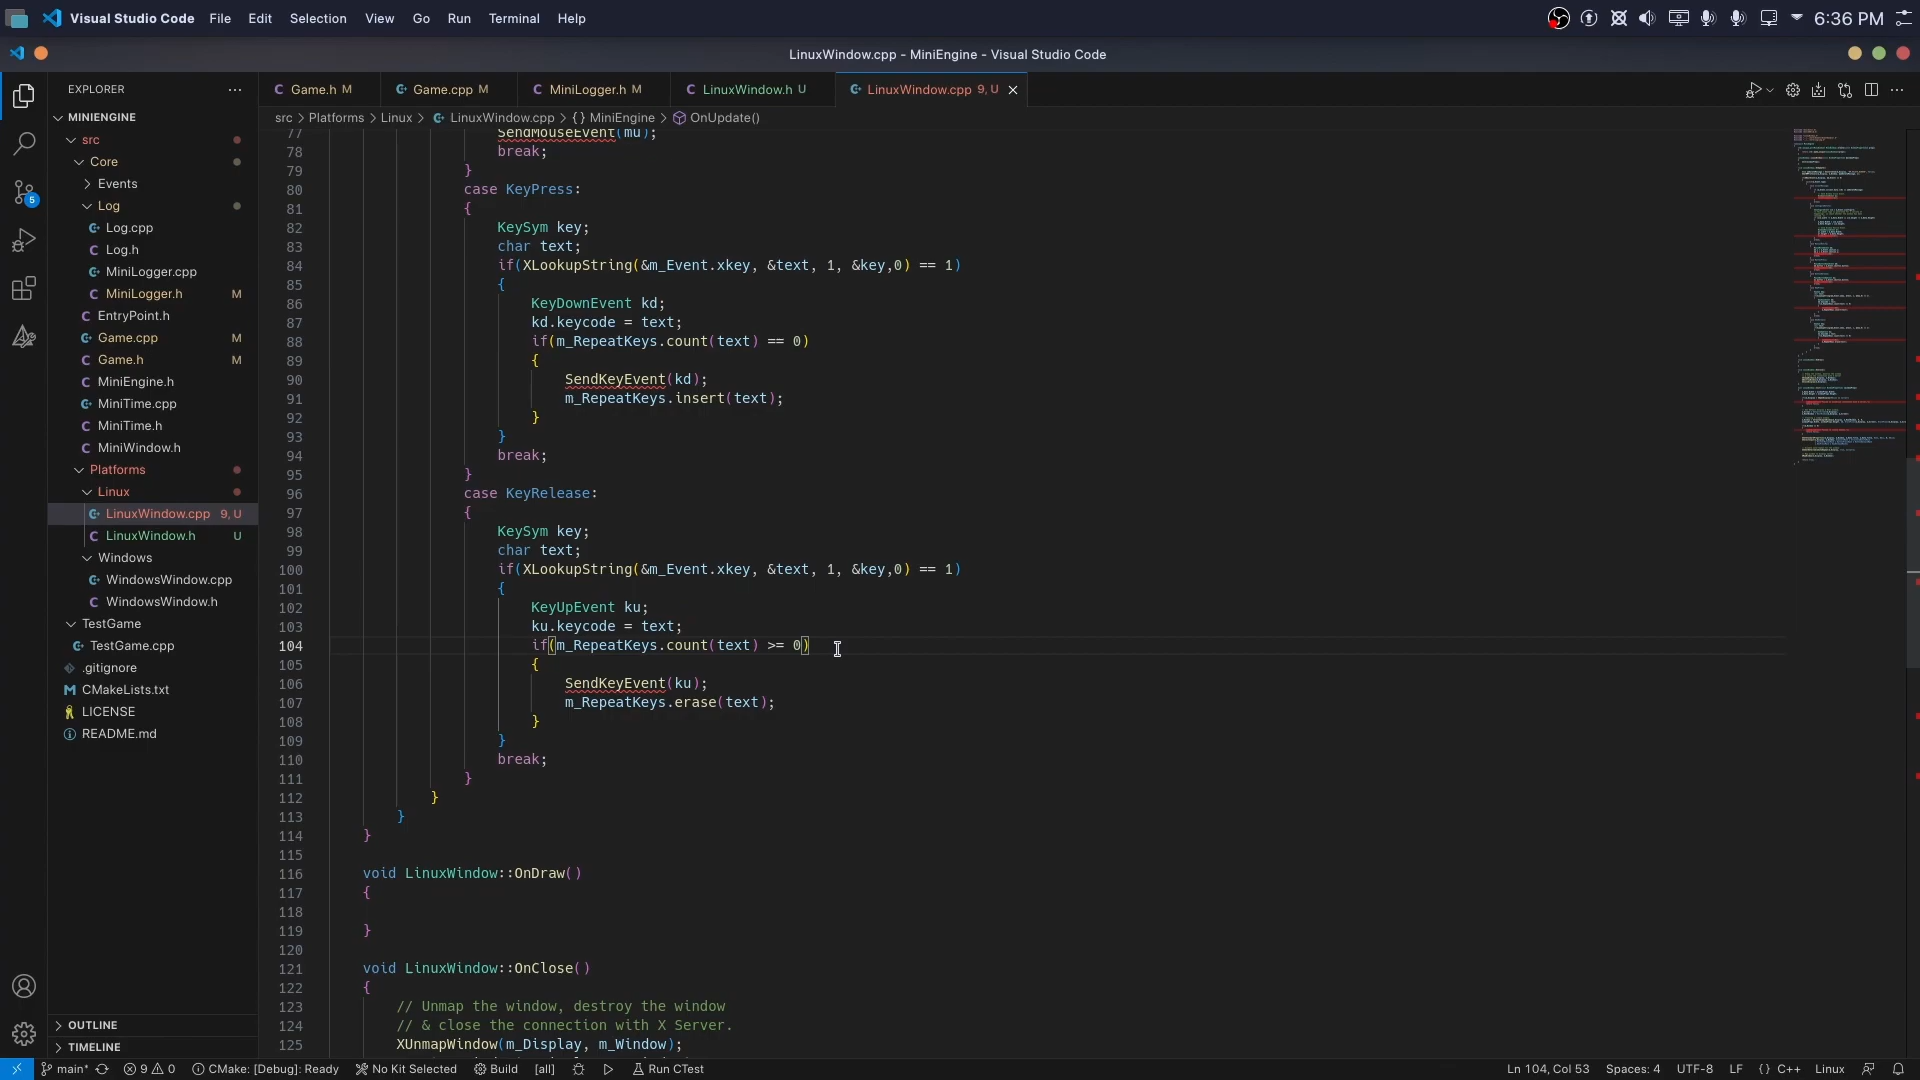 Visual Studio Code File Edit Selection View Go Run Terminal Help 6:36 PM
LinuxWindow.cpp - MiniEngine - Visual Studio Code
EXPLORER
MINIENGINE
src
Core
Events
Log
Log.cpp
Log.h
MiniLogger.cpp
MiniLogger.h M
EntryPoint.h
Game.cpp M
Game.h M
MiniEngine.h
MiniTime.cpp
MiniTime.h
MiniWindow.h
Platforms
Linux
LinuxWindow.cpp 9, U
LinuxWindow.h U
Windows
WindowsWindow.cpp
WindowsWindow.h
TestGame
TestGame.cpp
.gitignore
CMakeLists.txt
LICENSE
README.md
OUTLINE
TIMELINE
5
Game.h M Game.cpp M MiniLogger.h M LinuxWindow.h U LinuxWindow.cpp 9, U
src > Platforms > Linux > LinuxWindow.cpp > {} MiniEngine > OnUpdate()
77 SendMouseEvent(mu);
78 break;
79 }
80 case KeyPress:
81 {
82 KeySym key;
83 char text;
84 if(XLookupString(&m_Event.xkey, &text, 1, &key,0) == 1)
85 {
86 KeyDownEvent kd;
87 kd.keycode = text;
88 if(m_RepeatKeys.count(text) == 0)
89 {
90 SendKeyEvent(kd);
91 m_RepeatKeys.insert(text);
92 }
93 }
94 break;
95 }
96 case KeyRelease:
97 {
98 KeySym key;
99 char text;
100 if(XLookupString(&m_Event.xkey, &text, 1, &key,0) == 1)
101 {
102 KeyUpEvent ku;
103 ku.keycode = text;
104 if(m_RepeatKeys.count(text) >= 0)
105 {
106 SendKeyEvent(ku);
107 m_RepeatKeys.erase(text);
108 }
109 }
110 break;
111 }
112 }
113 }
114 }
115
116 void LinuxWindow::OnDraw()
117 {
118
119 }
120
121 void LinuxWindow::OnClose()
122 {
123 // Unmap the window, destroy the window
124 // & close the connection with X Server.
125 XUnmapWindow(m_Display, m_Window);
main* 9 0 CMake: [Debug]: Ready No Kit Selected Build [all] Run CTest Ln 104, Col 53 Spaces: 4 UTF-8 LF {} C++ Linux